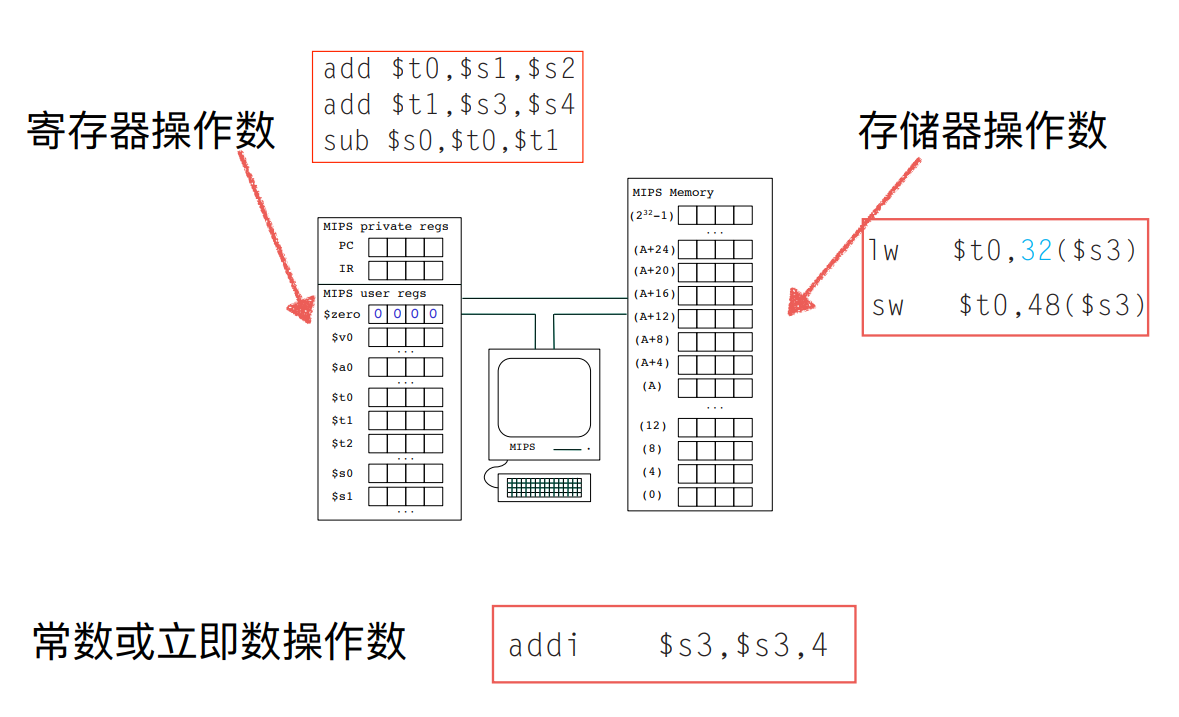 add $t0,$s1,$s2
add $t1,$s3,$s4
sub $s0,$t0,$t1
寄存器操作数
存储器操作数
MIPS private regs
PC
IR
MIPS user regs
$zero 0 0 0 0
$v0
...
$a0
...
$t0
$t1
$t2
...
$s0
$s1
...
MIPS
MIPS Memory
(2³²-1)
...
(A+24)
(A+20)
(A+16)
(A+12)
(A+8)
(A+4)
(A)
...
(12)
(8)
(4)
(0)
lw $t0,32($s3)
sw $t0,48($s3)
常数或立即数操作数
addi $s3,$s3,4